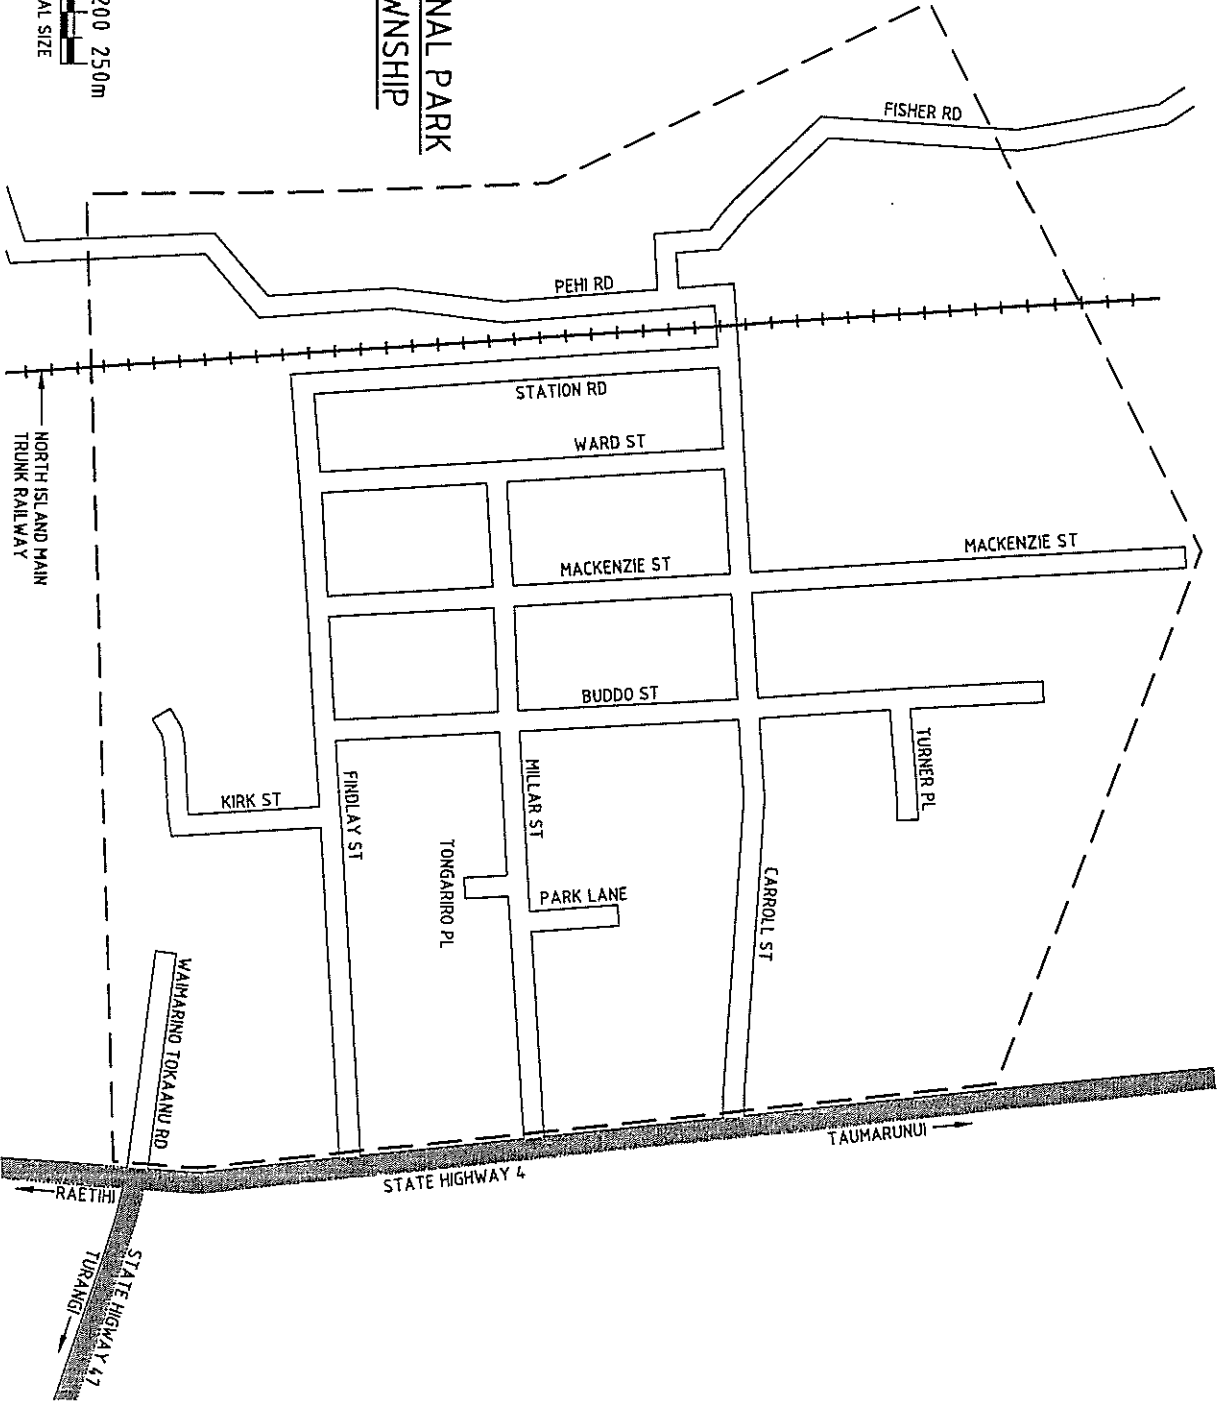 200 250m
AL SIZE
NAL PARK
WNSHIP
FISHER RD
PEHI RD
STATION RD
WARD ST
NORTH ISLAND MAIN
TRUNK RAILWAY
MACKENZIE ST
MACKENZIE ST
BUDDO ST
TURNER PL
KIRK ST
FINDLAY ST
MILLAR ST
TONGARIRO PL
PARK LANE
CARROLL ST
WAIMARINO TOKAANU RD
TAUMARUNUI
STATE HIGHWAY 4
RAETIHI
STATE HIGWAY 47
TURANGI